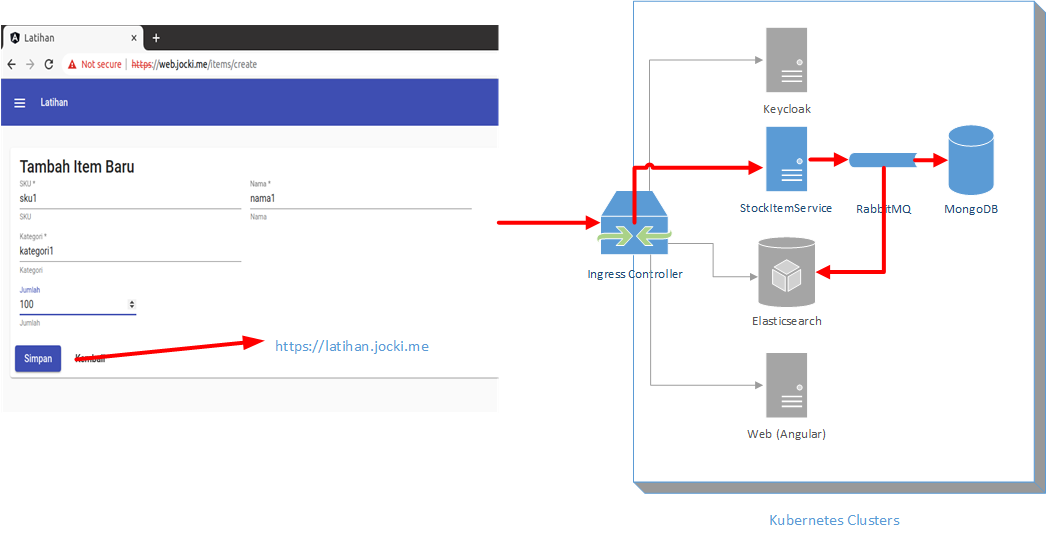 Latihan
Not secure | https://web.jocki.me/items/create
Latihan
Tambah Item Baru
SKU * Nama *
sku1 nama1
SKU Nama
Kategori *
kategori1
Kategori
Jumlah
100
Jumlah
Simpan Kembali
https://latihan.jocki.me
Keycloak
StockItemService RabbitMQ MongoDB
Ingress Controller
Elasticsearch
Web (Angular)
Kubernetes Clusters